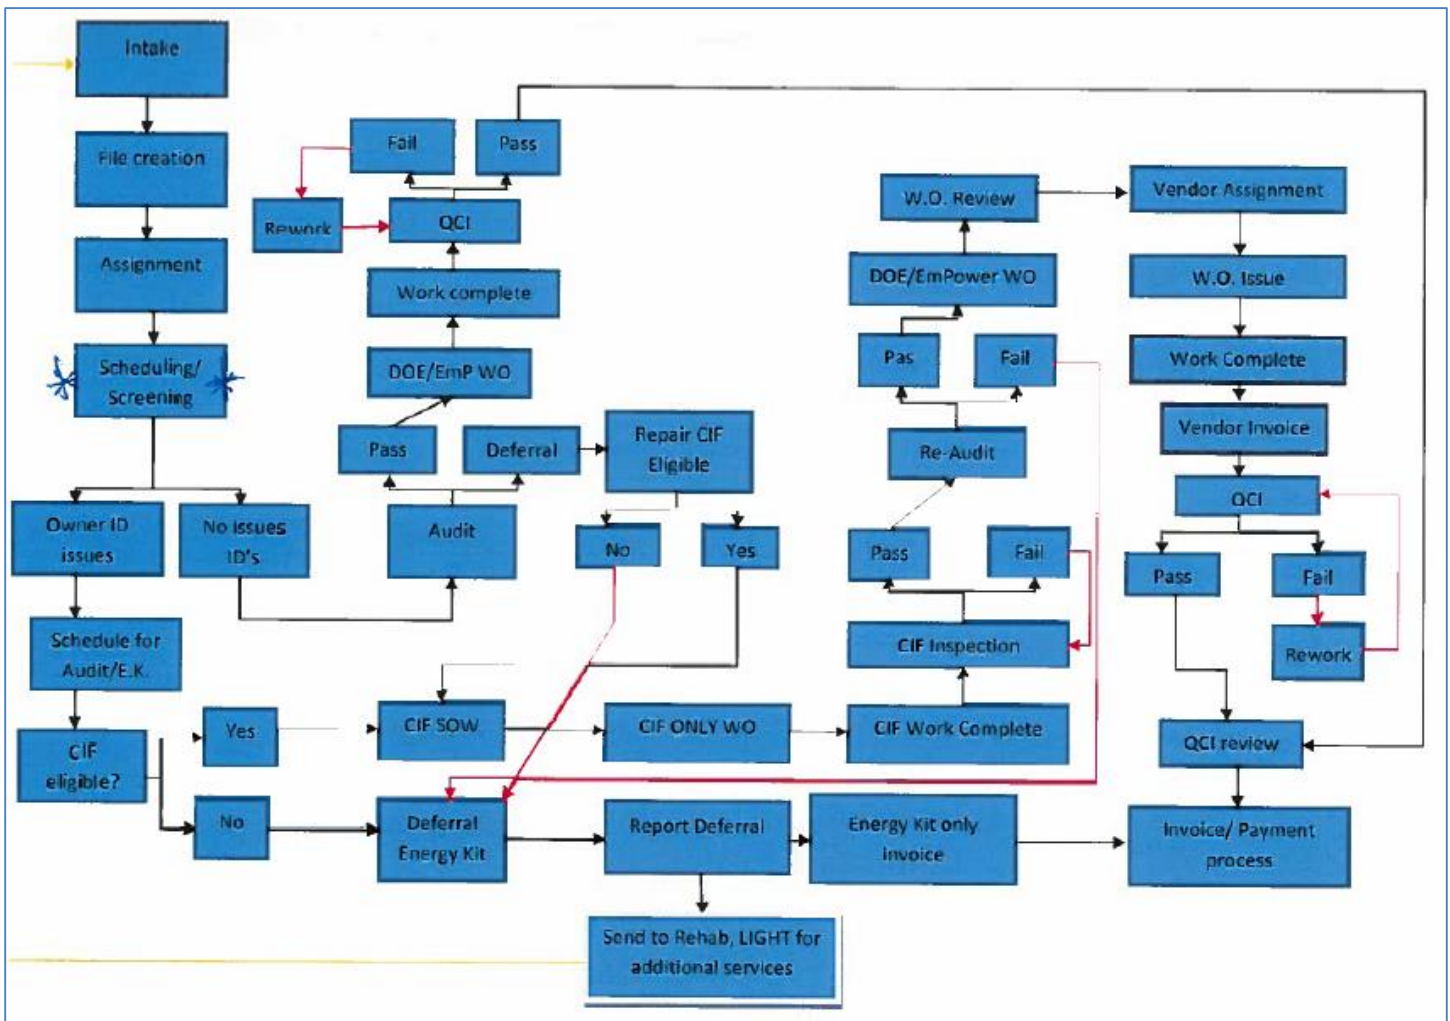 Intake
File creation
Assignment
Scheduling/
Screening
Owner ID
issues
No issues
ID's
Schedule for
Audit/E.K.
CIF
eligible?
Yes
No
Fail
Pass
Rework
QCI
Work complete
DOE/EmP WO
Pass
Deferral
Audit
Repair CIF
Eligible
No
Yes
CIF SOW
CIF ONLY WO
CIF Work Complete
Deferral
Energy Kit
Report Deferral
Energy Kit only
Invoice
Send to Rehab, LIGHT for
additional services
W.O. Review
DOE/EmPower WO
Pas
Fail
Re-Audit
Pass
Fail
CIF Inspection
Vendor Assignment
W.O. Issue
Work Complete
Vendor Invoice
QCI
Pass
Fail
Rework
QCI review
Invoice/ Payment
process